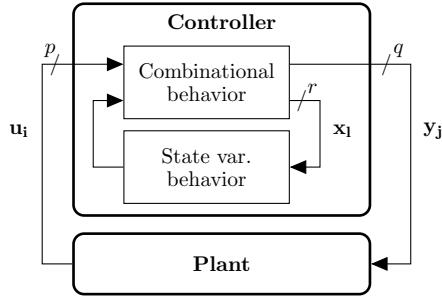 Controller
p
q
Combinational
behavior
r
u_i
x_l
y_j
State var.
behavior
Plant